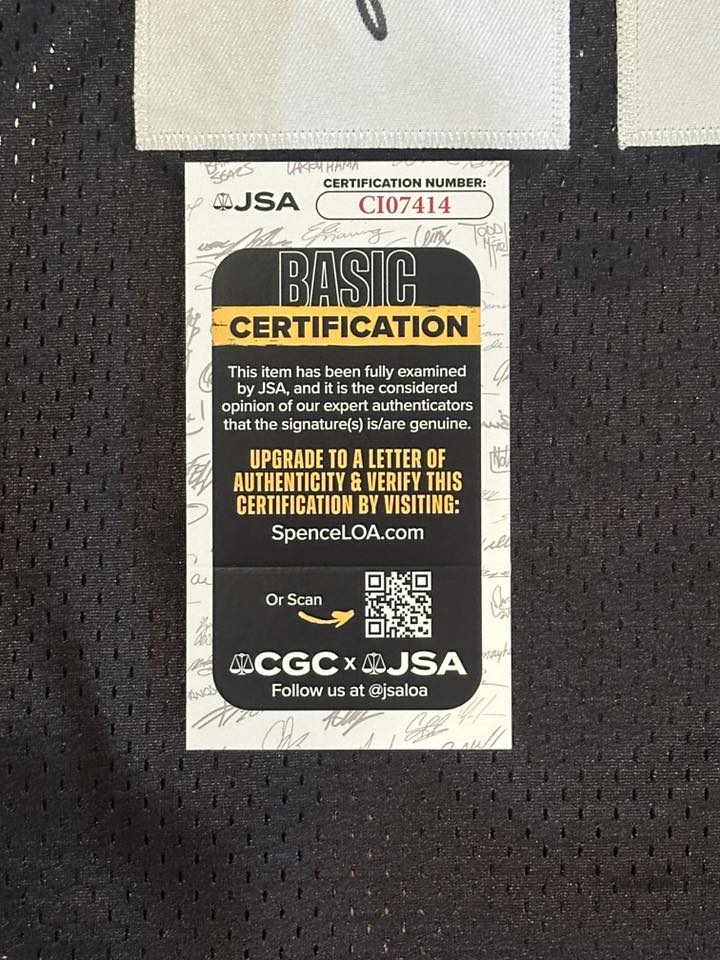 LARRY HAMA
JSA
CERTIFICATION NUMBER:
CI07414
BASIC
CERTIFICATION
This item has been fully examined
by JSA, and it is the considered
opinion of our expert authenticators
that the signature(s) is/are genuine.
UPGRADE TO A LETTER OF
AUTHENTICITY & VERIFY THIS
CERTIFICATION BY VISITING:
SpenceLOA.com
Or Scan
CGC x JSA
Follow us at @jsaloa